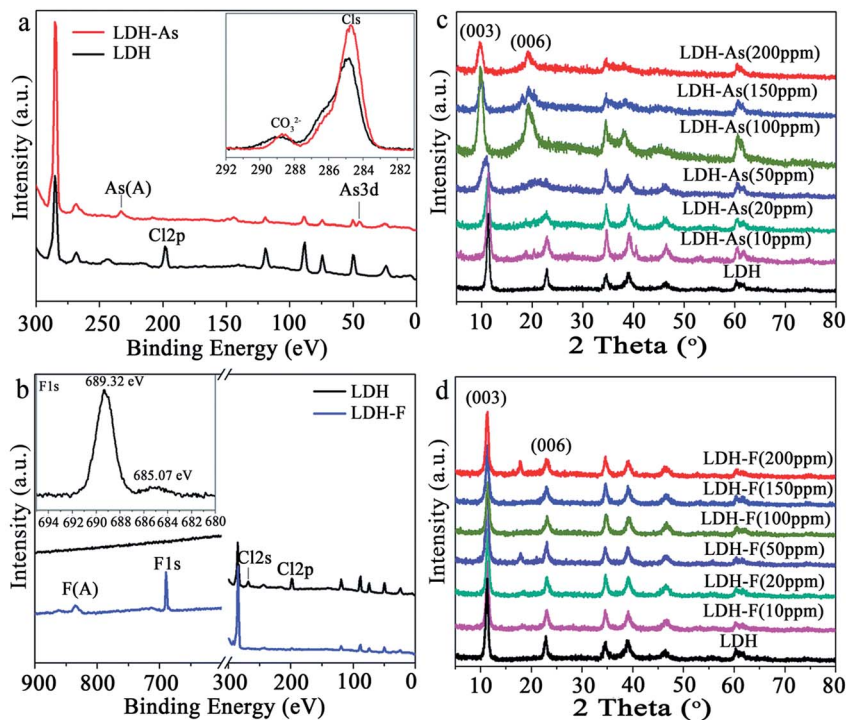 a
LDH-As
LDH
Cls
CO₃²⁻
292 290 288 286 284 282
As(A)
As3d
Cl2p
Intensity (a.u.)
300 250 200 150 100 50 0
Binding Energy (eV)
c
(003)
(006)
LDH-As(200ppm)
LDH-As(150ppm)
LDH-As(100ppm)
LDH-As(50ppm)
LDH-As(20ppm)
LDH-As(10ppm)
LDH
Intensity (a.u.)
10 20 30 40 50 60 70 80
2 Theta (°)
b
F1s
689.32 eV
685.07 eV
694 692 690 688 686 684 682 680
LDH
LDH-F
Cl2s
Cl2p
F1s
F(A)
Intensity (a.u.)
900 800 700 300 200 100 0
Binding Energy (eV)
d
(003)
(006)
LDH-F(200ppm)
LDH-F(150ppm)
LDH-F(100ppm)
LDH-F(50ppm)
LDH-F(20ppm)
LDH-F(10ppm)
LDH
Intensity (a.u.)
10 20 30 40 50 60 70 80
2 Theta (°)